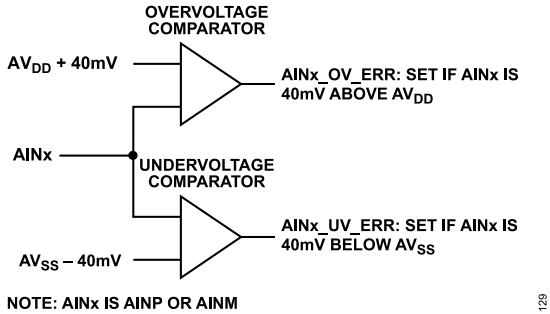 OVERVOLTAGE
COMPARATOR
AVDD + 40mV
AINx_OV_ERR: SET IF AINx IS
40mV ABOVE AVDD
AINx
UNDERVOLTAGE
COMPARATOR
AINx_UV_ERR: SET IF AINx IS
40mV BELOW AVSS
AVSS – 40mV
NOTE: AINx IS AINP OR AINM
129